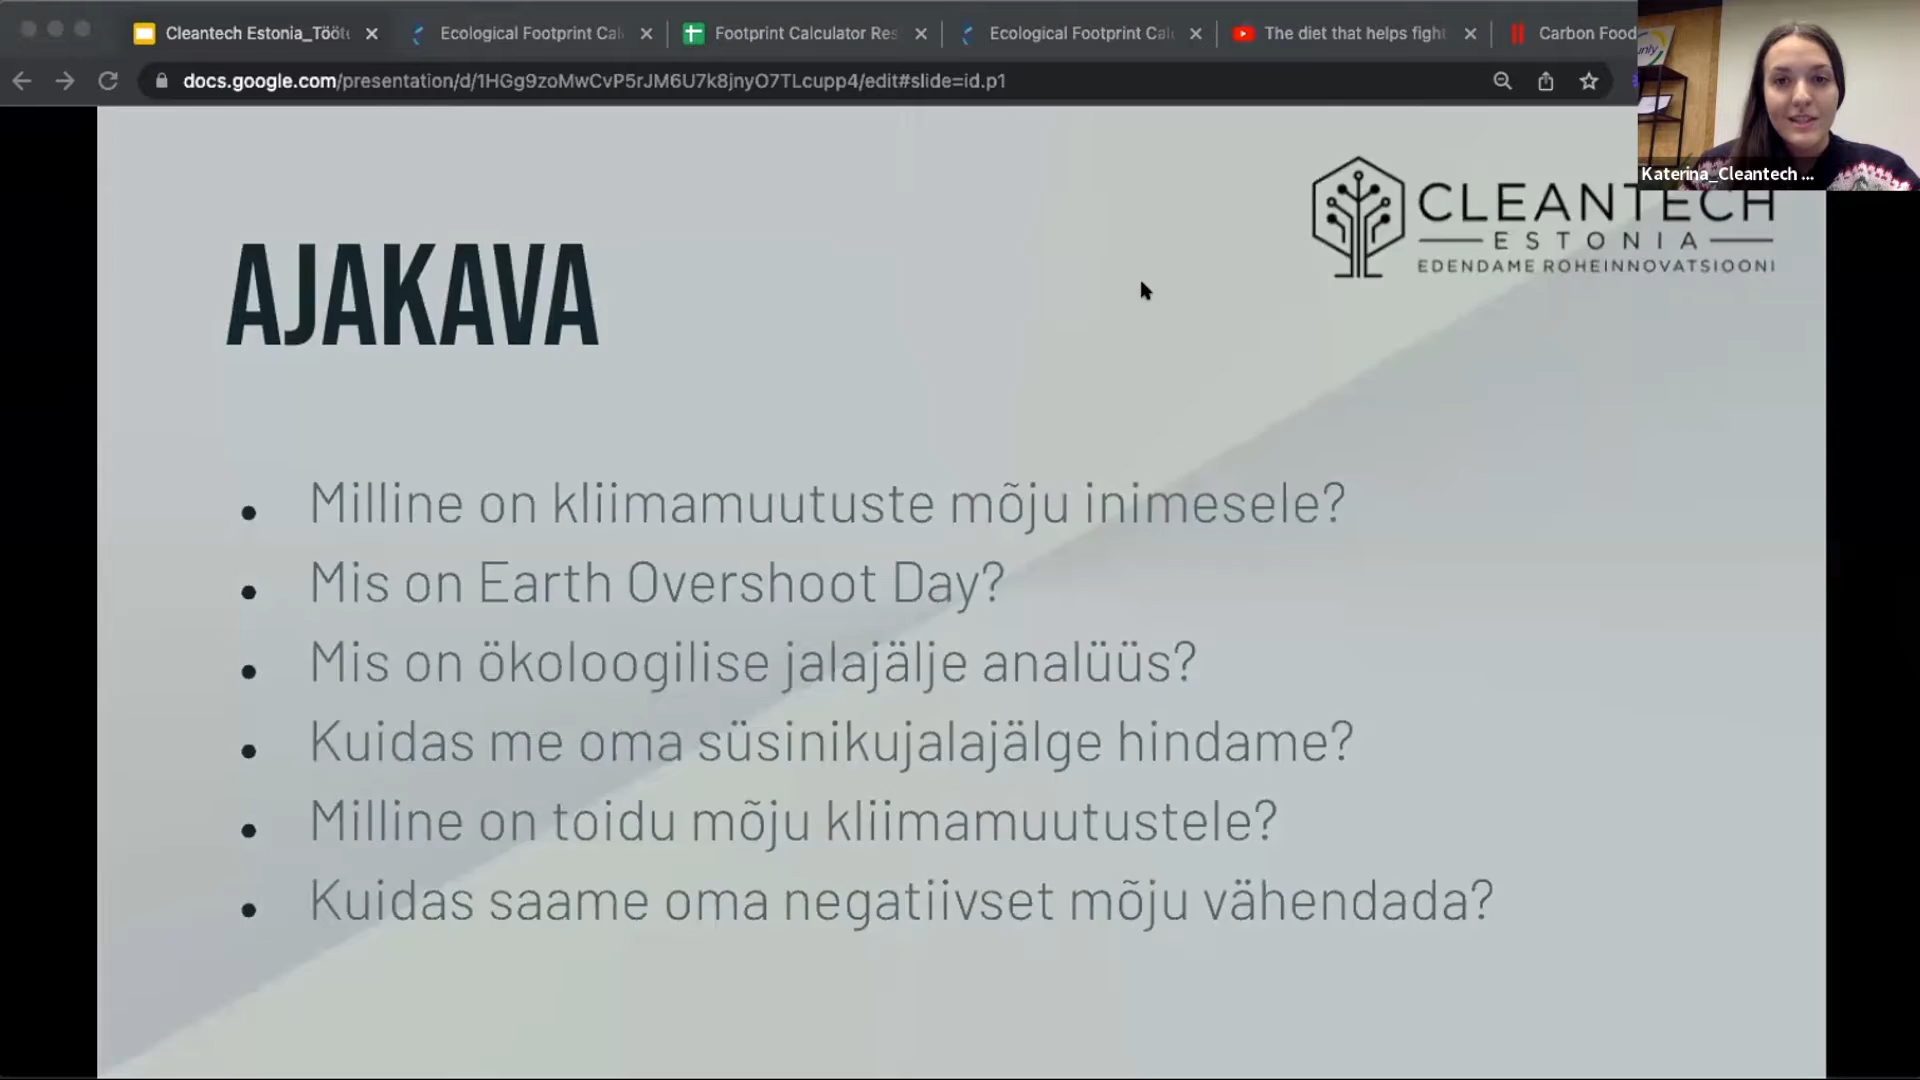 Cleantech Estonia_Tööt
Ecological Footprint Cal
Footprint Calculator Res
Ecological Footprint Cal
The diet that helps fight
Carbon Food
docs.google.com/presentation/d/1HGg9zoMwCvP5rJM6U7k8jnyO7TLcupp4/edit#slide=id.p1
Katerina_Cleantech ...
CLEANTECH
ESTONIA
EDENDAME ROHEINNOVATSIOONI
AJAKAVA
• Milline on kliimamuutuste mõju inimesele?
• Mis on Earth Overshoot Day?
• Mis on ökoloogilise jalajälje analüüs?
• Kuidas me oma süsinikujalajälge hindame?
• Milline on toidu mõju kliimamuutustele?
• Kuidas saame oma negatiivset mõju vähendada?